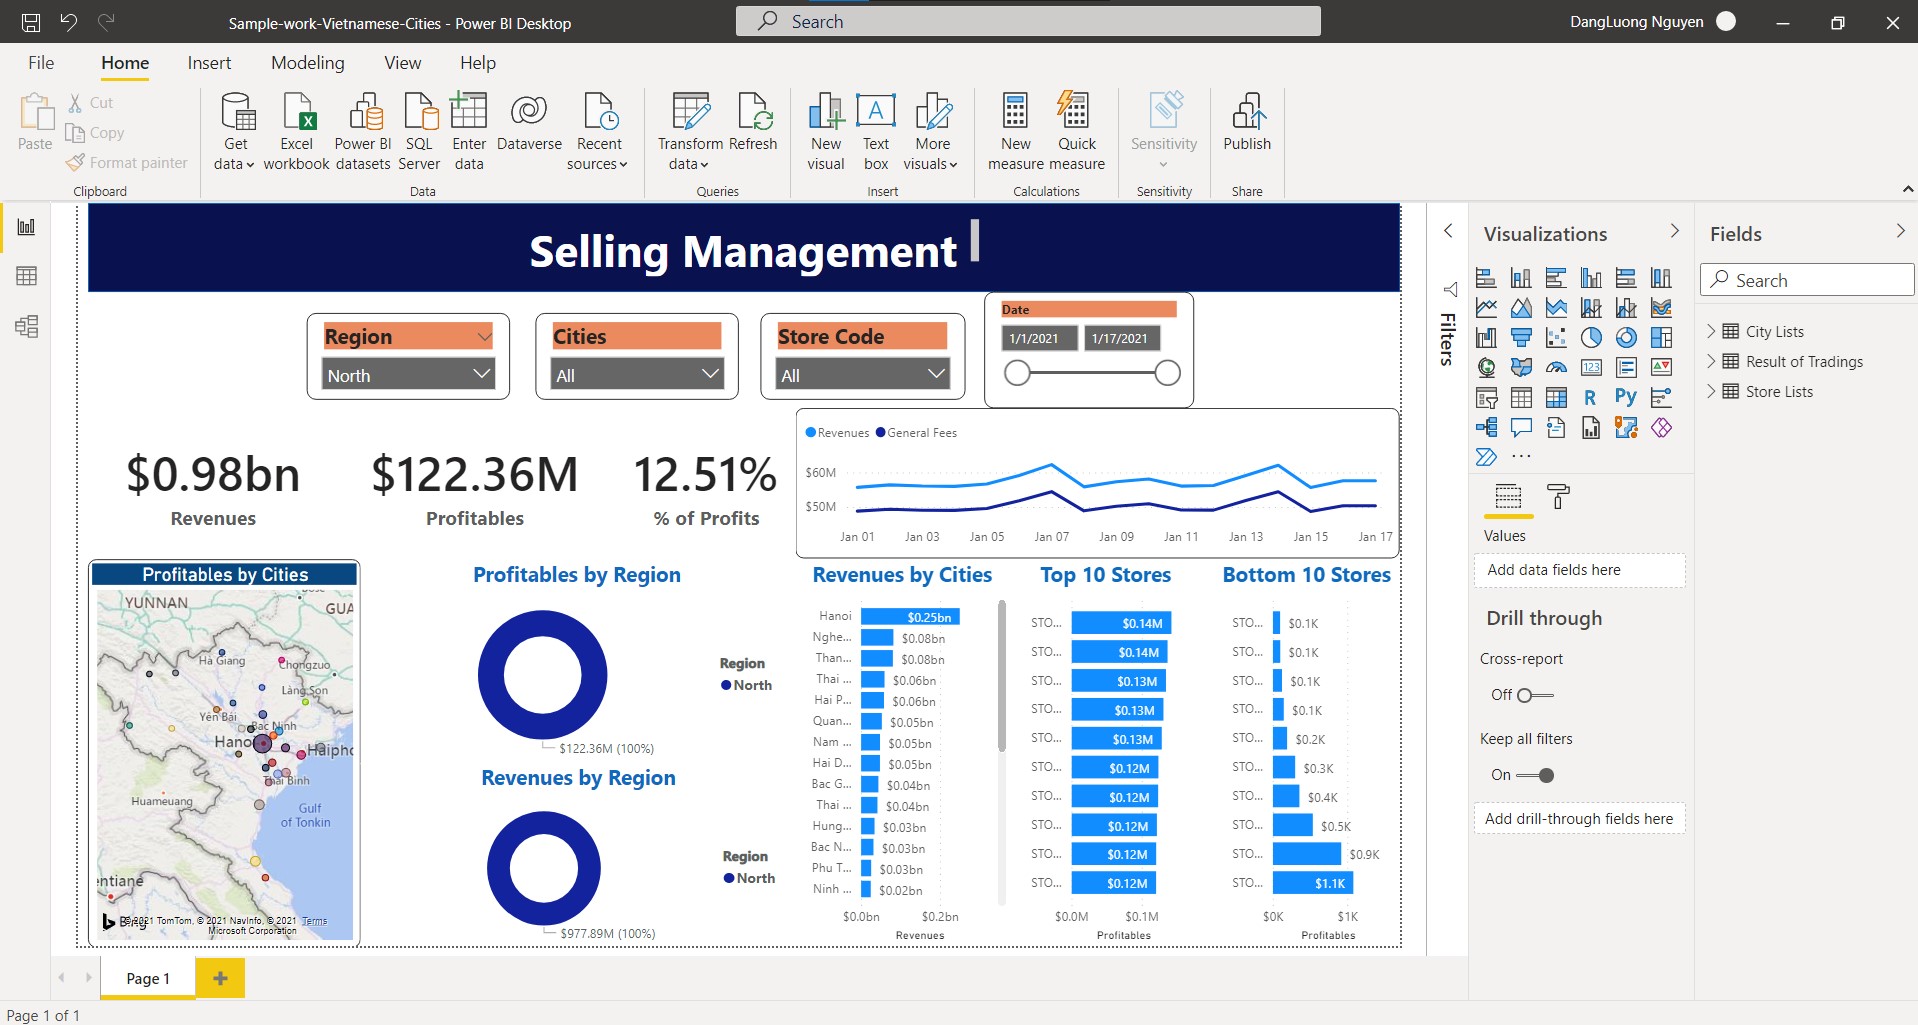 Sample-work-Vietnamese-Cities - Power BI Desktop
Search
DangLuong Nguyen
File Home Insert Modeling View Help
Paste
Cut
Copy
Format painter
Get data
Excel workbook
Power BI datasets
SQL Server
Enter data
Dataverse
Recent sources
Transform data
Refresh
New visual
Text box
More visuals
New measure
Quick measure
Sensitivity
Publish
Clipboard Data Queries Insert Calculations Sensitivity Share
Selling Management
Region
North
Cities
All
Store Code
All
Date
1/1/2021 1/17/2021
$0.98bn
Revenues
$122.36M
Profitables
12.51%
% of Profits
Revenues General Fees
$60M
$50M
Jan 01 Jan 03 Jan 05 Jan 07 Jan 09 Jan 11 Jan 13 Jan 15 Jan 17
Profitables by Cities
YUNNAN
GUA
Hà Giang
Chongzuo
Lạng Sơn
Yên Bái
Bac Ninh
Hano
Haipho
Thái Bình
Huameuang
Gulf
of Tonkin
entiane
Bing
© 2021 TomTom, © 2021 NavInfo, © 2021 Terms
Microsoft Corporation
Profitables by Region
Region
North
$122.36M (100%)
Revenues by Region
Region
North
$977.89M (100%)
Revenues by Cities
Hanoi $0.25bn
Nghe... $0.08bn
Than... $0.08bn
Thai ... $0.06bn
Hai P... $0.06bn
Quan... $0.05bn
Nam ... $0.05bn
Hai D... $0.05bn
Bac G... $0.04bn
Thai ... $0.04bn
Hung... $0.03bn
Bac N... $0.03bn
Phu T... $0.03bn
Ninh ... $0.02bn
$0.0bn $0.2bn
Revenues
Top 10 Stores
STO... $0.14M
STO... $0.14M
STO... $0.13M
STO... $0.13M
STO... $0.13M
STO... $0.12M
STO... $0.12M
STO... $0.12M
STO... $0.12M
STO... $0.12M
$0.0M $0.1M
Profitables
Bottom 10 Stores
STO... $0.1K
STO... $0.1K
STO... $0.1K
STO... $0.1K
STO... $0.2K
STO... $0.3K
STO... $0.4K
STO... $0.5K
STO... $0.9K
STO... $1.1K
$0K $1K
Profitables
Filters
Visualizations
123
R Py
...
Values
Add data fields here
Drill through
Cross-report
Off
Keep all filters
On
Add drill-through fields here
Fields
Search
City Lists
Result of Tradings
Store Lists
Page 1
Page 1 of 1